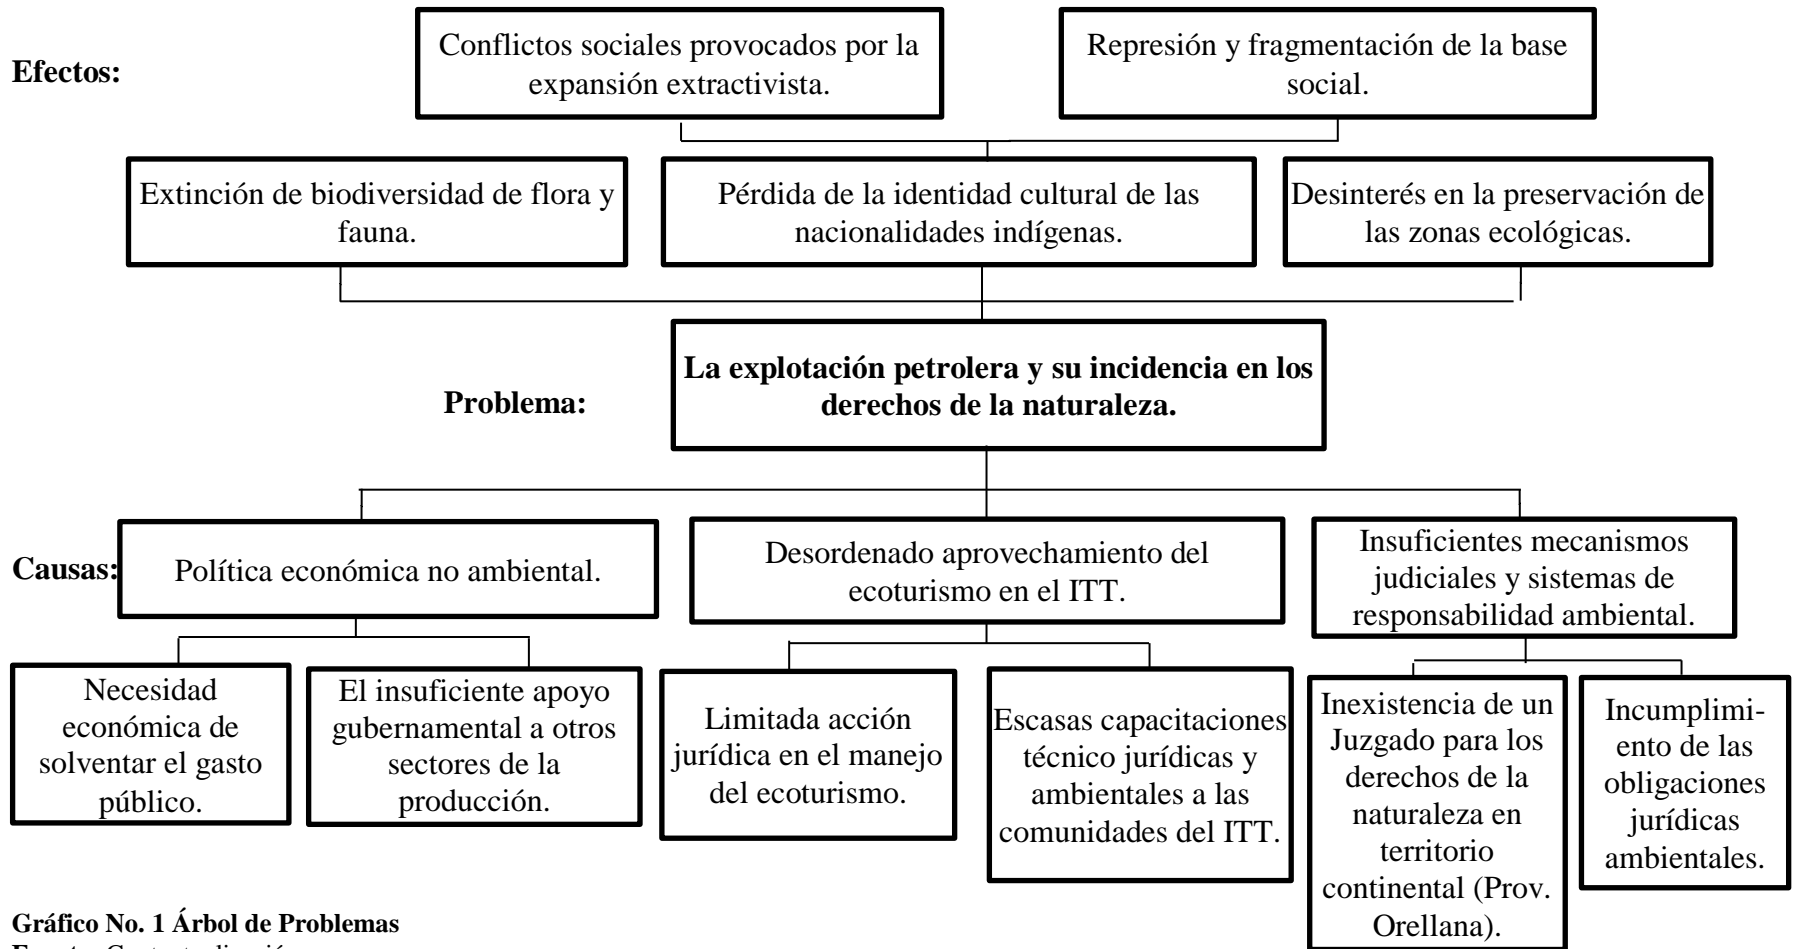 Efectos:
Conflictos sociales provocados por la
expansión extractivista.
Represión y fragmentación de la base
social.
Extinción de biodiversidad de flora y
fauna.
Pérdida de la identidad cultural de las
nacionalidades indígenas.
Desinterés en la preservación de
las zonas ecológicas.
Problema:
La explotación petrolera y su incidencia en los
derechos de la naturaleza.
Causas:
Política económica no ambiental.
Desordenado aprovechamiento del
ecoturismo en el ITT.
Insuficientes mecanismos
judiciales y sistemas de
responsabilidad ambiental.
Necesidad
económica de
solventar el gasto
público.
El insuficiente apoyo
gubernamental a otros
sectores de la
producción.
Limitada acción
jurídica en el manejo
del ecoturismo.
Escasas capacitaciones
técnico jurídicas y
ambientales a las
comunidades del ITT.
Inexistencia de un
Juzgado para los
derechos de la
naturaleza en
territorio
continental (Prov.
Orellana).
Incumplimi-
ento de las
obligaciones
jurídicas
ambientales.
Gráfico No. 1 Árbol de Problemas